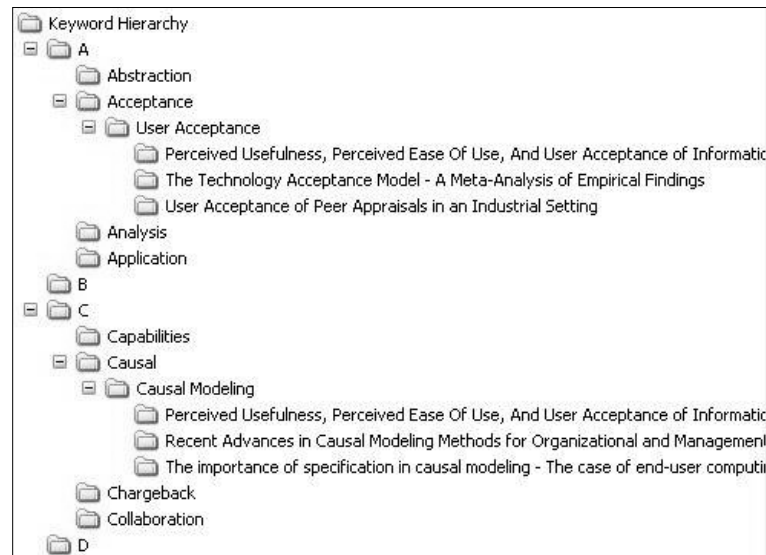 Keyword Hierarchy
A
Abstraction
Acceptance
User Acceptance
Perceived Usefulness, Perceived Ease Of Use, And User Acceptance of Informatic
The Technology Acceptance Model - A Meta-Analysis of Empirical Findings
User Acceptance of Peer Appraisals in an Industrial Setting
Analysis
Application
B
C
Capabilities
Causal
Causal Modeling
Perceived Usefulness, Perceived Ease Of Use, And User Acceptance of Informatic
Recent Advances in Causal Modeling Methods for Organizational and Management
The importance of specification in causal modeling - The case of end-user computi
Chargeback
Collaboration
D